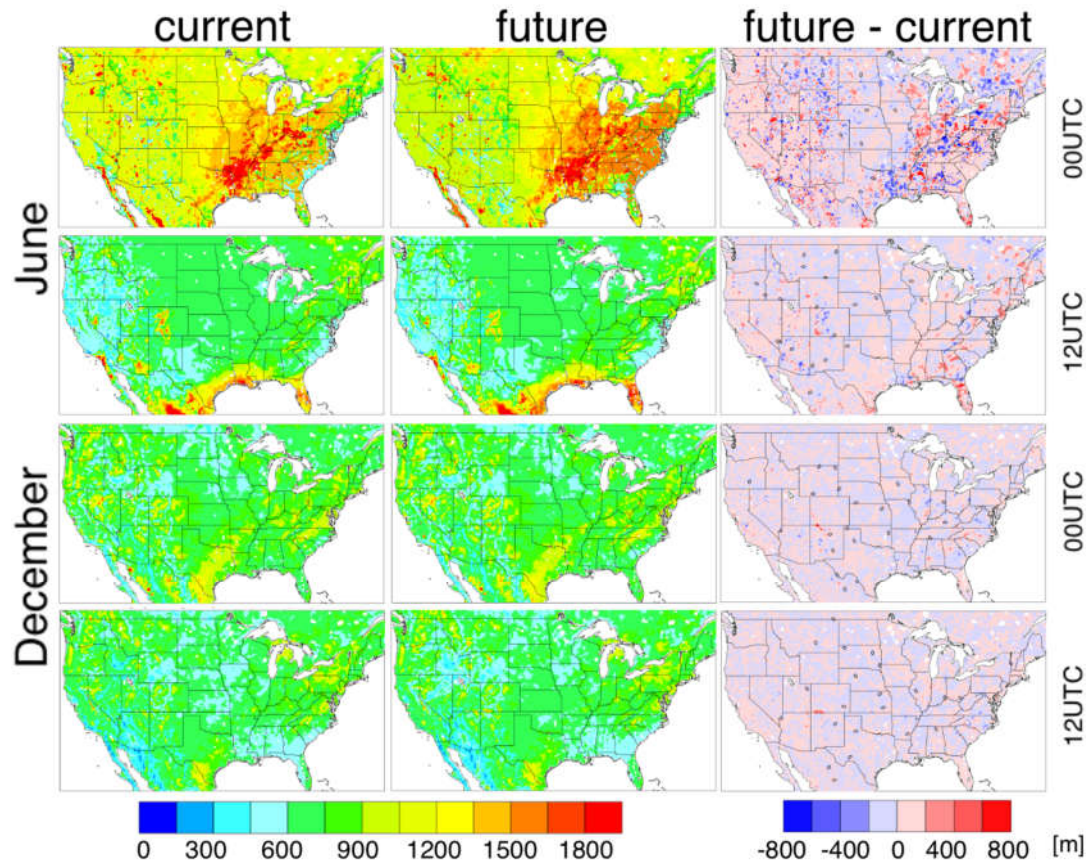 current future future - current
June
00UTC
12UTC
December
00UTC
12UTC
0 300 600 900 1200 1500 1800
-800 -400 0 400 800 [m]